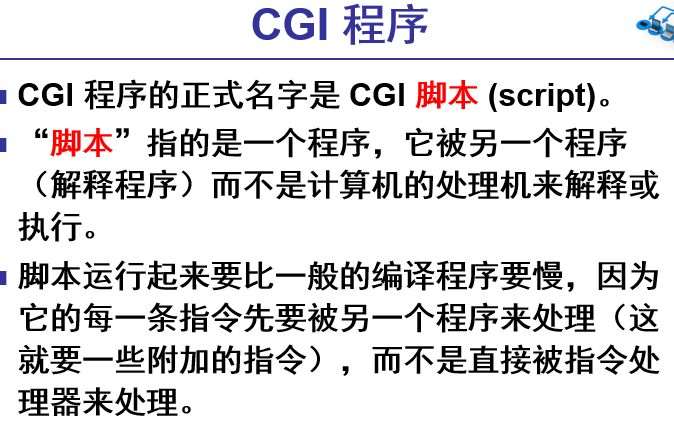 CGI 程序
CGI 程序的正式名字是 CGI 脚本 (script)。
“脚本”指的是一个程序，它被另一个程序
（解释程序）而不是计算机的处理机来解释或
执行。
脚本运行起来要比一般的编译程序要慢，因为
它的每一条指令先要被另一个程序来处理（这
就要一些附加的指令），而不是直接被指令处
理器来处理。